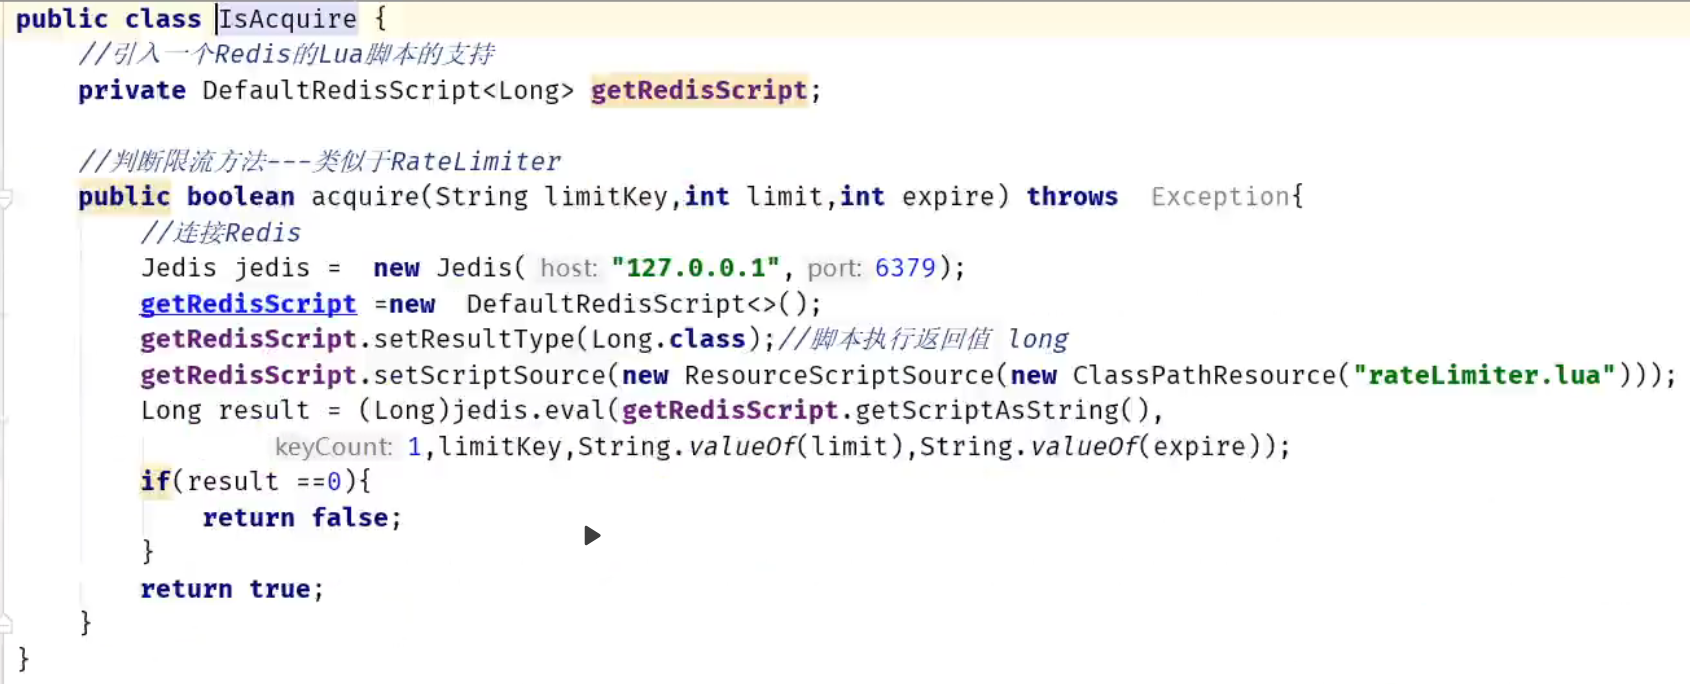 public class IsAcquire {
//引入一个Redis的Lua脚本的支持
private DefaultRedisScript<Long> getRedisScript;
//判断限流方法---类似于RateLimiter
public boolean acquire(String limitKey,int limit,int expire) throws  Exception{
//连接Redis
Jedis jedis =  new Jedis( host: "127.0.0.1", port: 6379);
getRedisScript =new  DefaultRedisScript<>();
getRedisScript.setResultType(Long.class);//脚本执行返回值 long
getRedisScript.setScriptSource(new ResourceScriptSource(new ClassPathResource("rateLimiter.lua")));
Long result = (Long)jedis.eval(getRedisScript.getScriptAsString(),
keyCount: 1,limitKey,String.valueOf(limit),String.valueOf(expire));
if(result ==0){
return false;
}
return true;
}
}